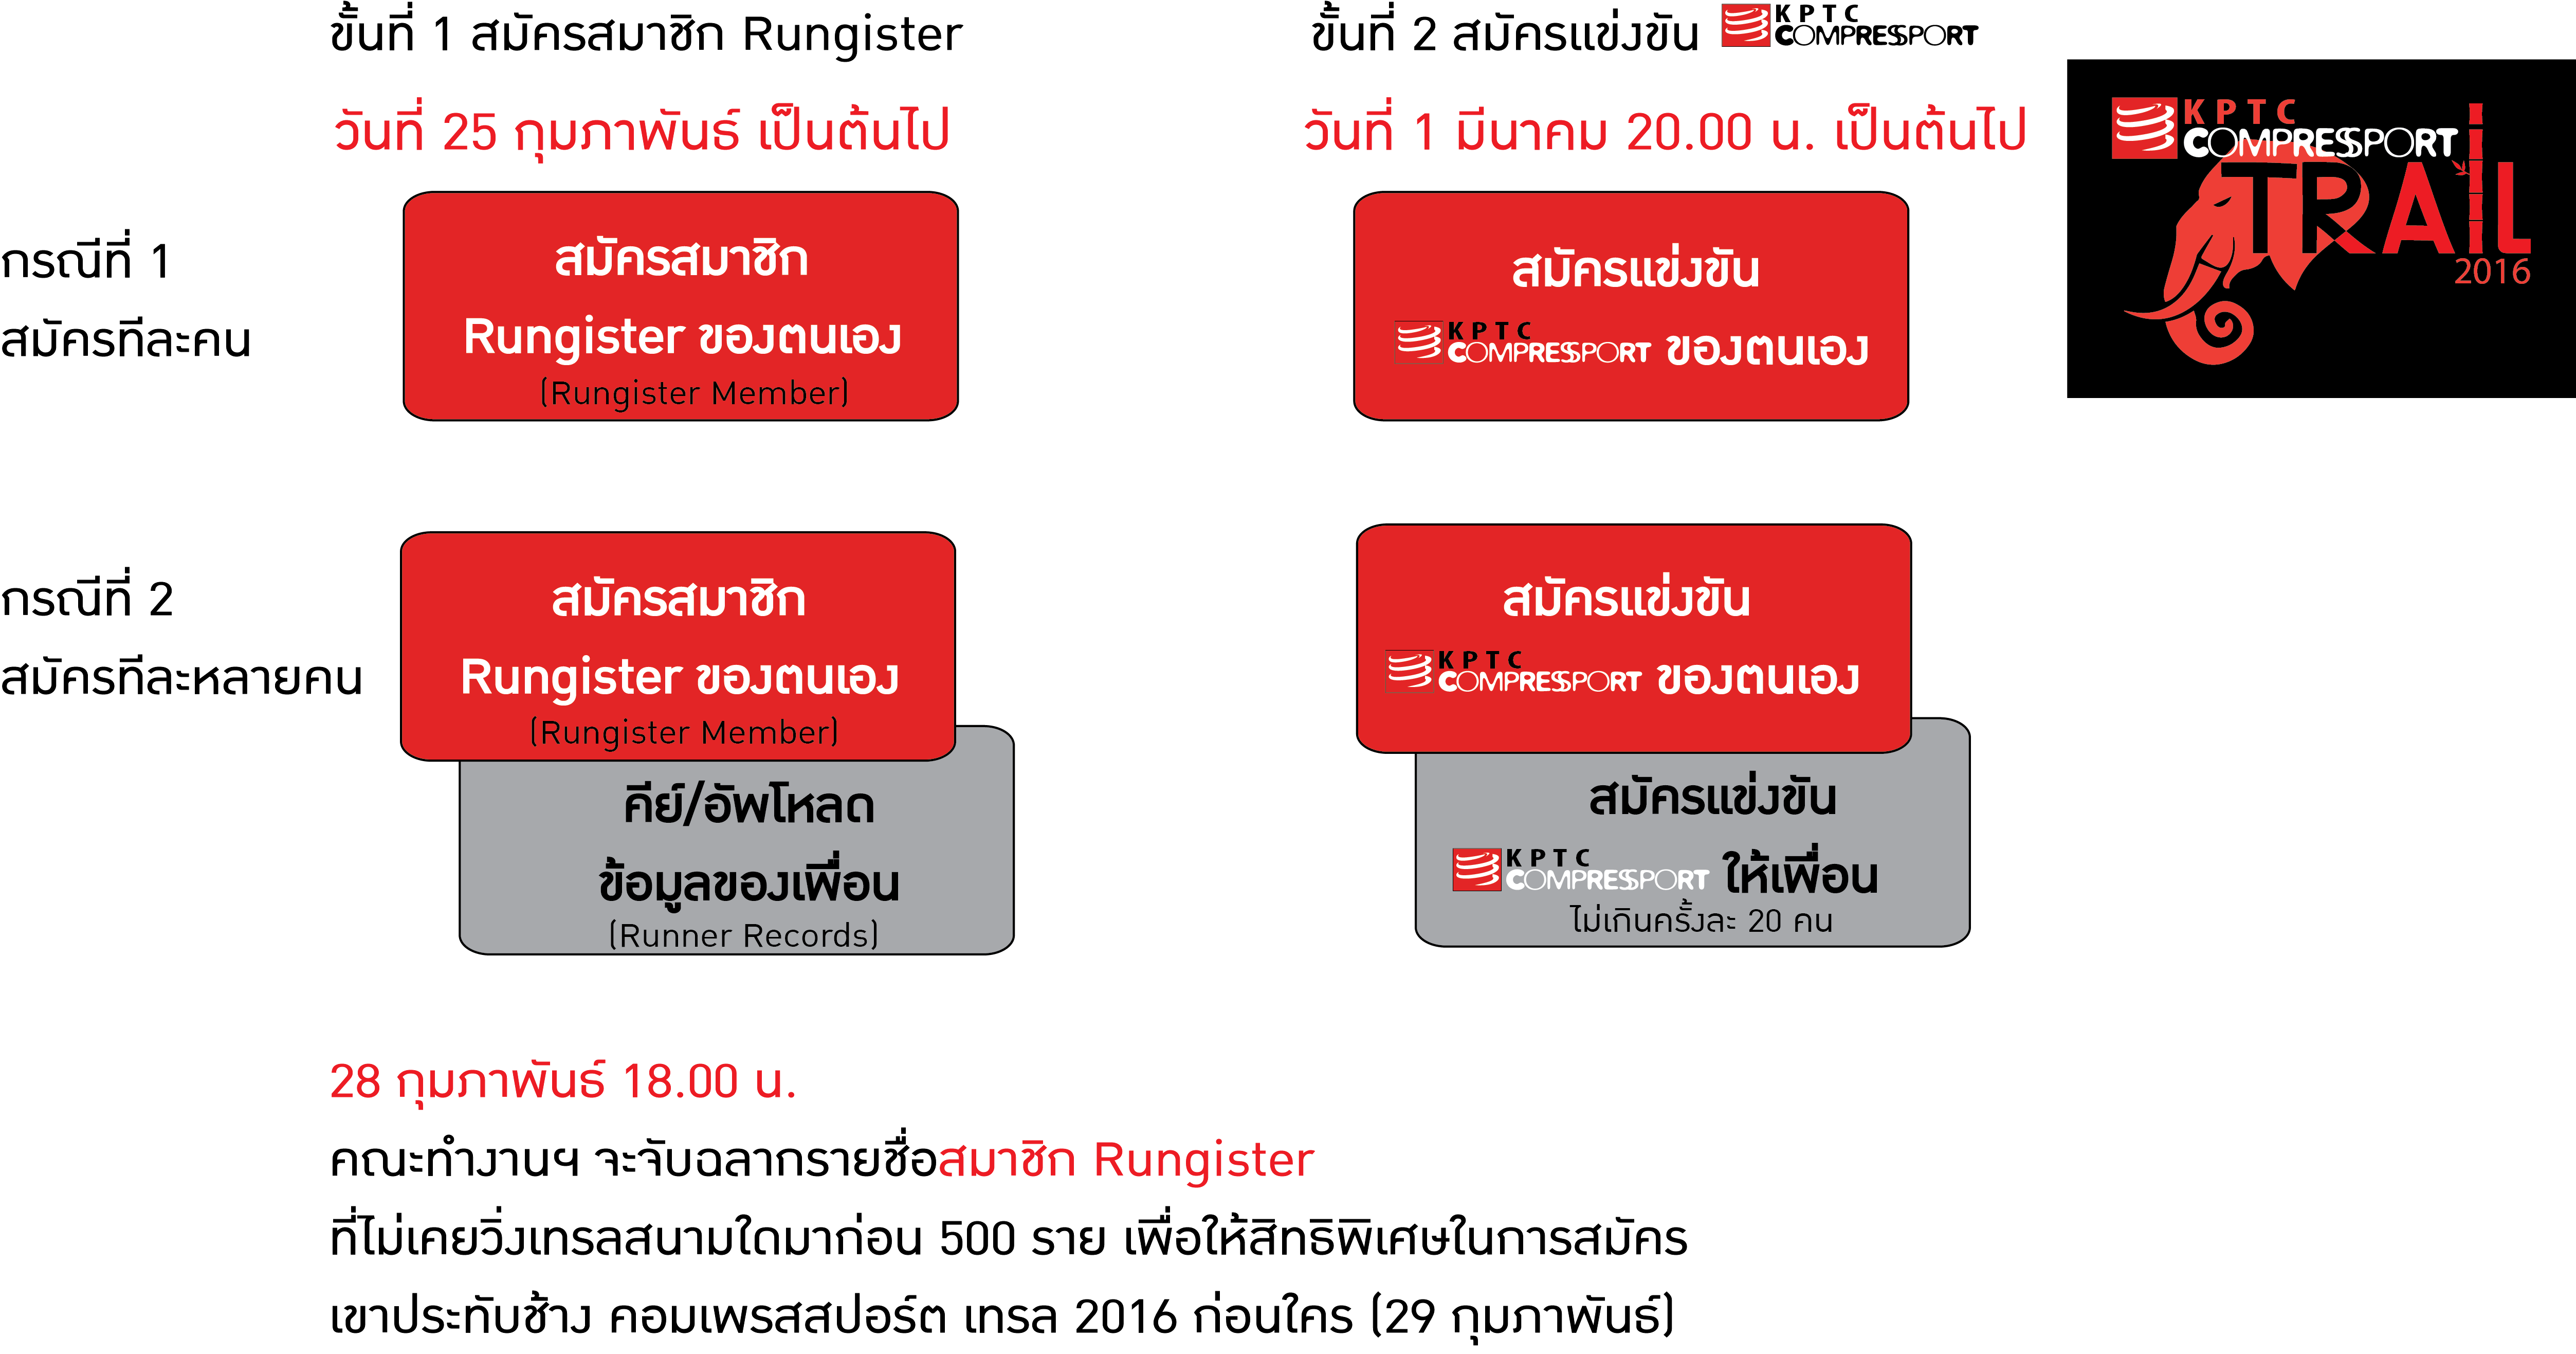 ขั้นที่ 1 สมัครสมาชิก Rungister
วันที่ 25 กุมภาพันธ์ เป็นต้นไป
ขั้นที่ 2 สมัครแข่งขัน KPTC COMPRESSPORT
วันที่ 1 มีนาคม 20.00 น. เป็นต้นไป
KPTC
COMPRESSPORT
TRAIL
2016
กรณีที่ 1
สมัครทีละคน
สมัครสมาชิก
Rungister ของตนเอง
(Rungister Member)
สมัครแข่งขัน
KPTC COMPRESSPORT ของตนเอง
กรณีที่ 2
สมัครทีละหลายคน
สมัครสมาชิก
Rungister ของตนเอง
(Rungister Member)
คีย์/อัพโหลด
ข้อมูลของเพื่อน
(Runner Records)
สมัครแข่งขัน
KPTC COMPRESSPORT ของตนเอง
สมัครแข่งขัน
KPTC COMPRESSPORT ให้เพื่อน
ไม่เกินครั้งละ 20 คน
28 กุมภาพันธ์ 18.00 น.
คณะทำงานฯ จะจับฉลากรายชื่อสมาชิก Rungister
ที่ไม่เคยวิ่งเทรลสนามใดมาก่อน 500 ราย เพื่อให้สิทธิพิเศษในการสมัคร
เขาประทับช้าง คอมเพรสสปอร์ต เทรล 2016 ก่อนใคร (29 กุมภาพันธ์)